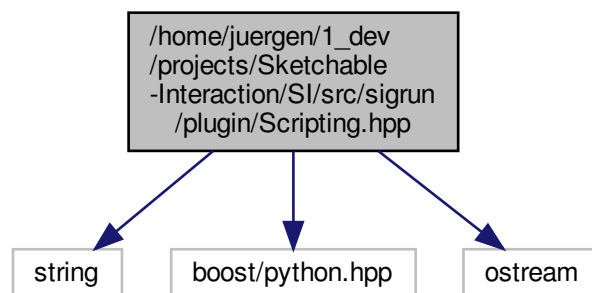 /home/juergen/1_dev
/projects/Sketchable
-Interaction/SI/src/sigrun
/plugin/Scripting.hpp
string
boost/python.hpp
ostream